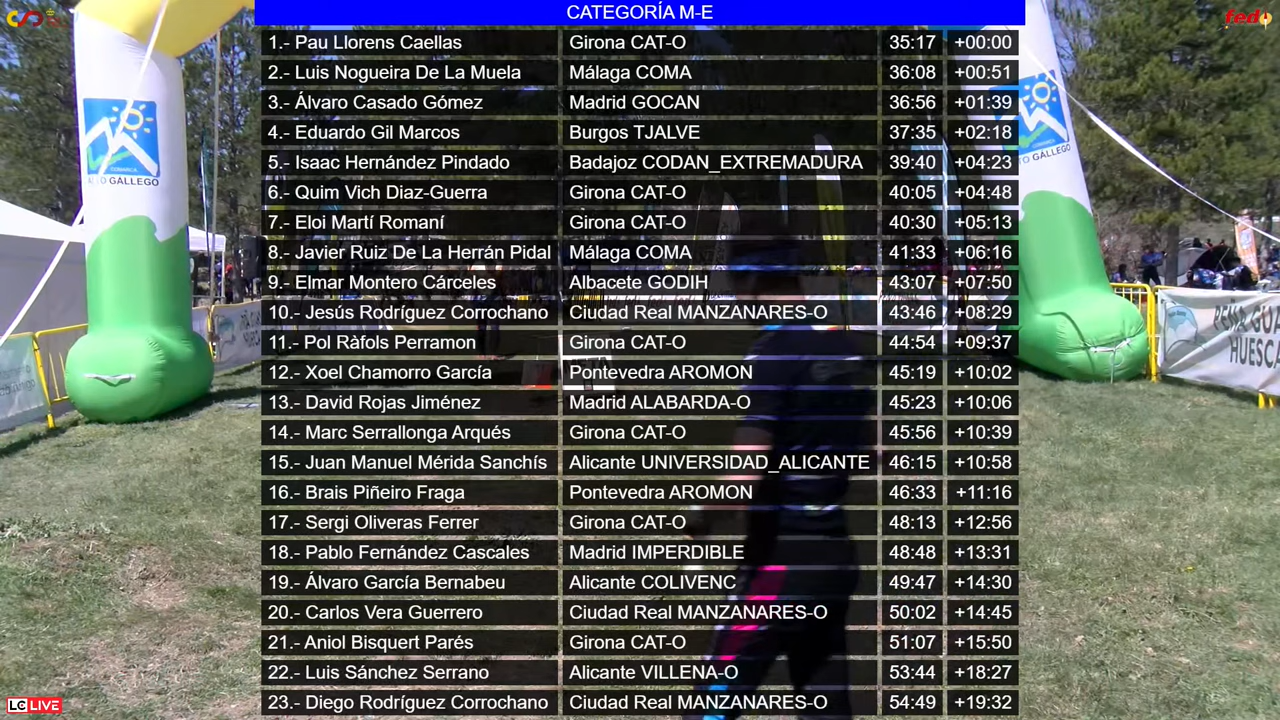 CATEGORÍA M-E
fedo
1.- Pau Llorens Caellas Girona CAT-O 35:17 +00:00
2.- Luis Nogueira De La Muela Málaga COMA 36:08 +00:51
3.- Álvaro Casado Gómez Madrid GOCAN 36:56 +01:39
4.- Eduardo Gil Marcos Burgos TJALVE 37:35 +02:18
5.- Isaac Hernández Pindado Badajoz CODAN_EXTREMADURA 39:40 +04:23
6.- Quim Vich Diaz-Guerra Girona CAT-O 40:05 +04:48
7.- Eloi Martí Romaní Girona CAT-O 40:30 +05:13
8.- Javier Ruiz De La Herrán Pidal Málaga COMA 41:33 +06:16
9.- Elmar Montero Cárceles Albacete GODIH 43:07 +07:50
10.- Jesús Rodríguez Corrochano Ciudad Real MANZANARES-O 43:46 +08:29
11.- Pol Ràfols Perramon Girona CAT-O 44:54 +09:37
12.- Xoel Chamorro García Pontevedra AROMON 45:19 +10:02
13.- David Rojas Jiménez Madrid ALABARDA-O 45:23 +10:06
14.- Marc Serrallonga Arqués Girona CAT-O 45:56 +10:39
15.- Juan Manuel Mérida Sanchís Alicante UNIVERSIDAD_ALICANTE 46:15 +10:58
16.- Brais Piñeiro Fraga Pontevedra AROMON 46:33 +11:16
17.- Sergi Oliveras Ferrer Girona CAT-O 48:13 +12:56
18.- Pablo Fernández Cascales Madrid IMPERDIBLE 48:48 +13:31
19.- Álvaro García Bernabeu Alicante COLIVENC 49:47 +14:30
20.- Carlos Vera Guerrero Ciudad Real MANZANARES-O 50:02 +14:45
21.- Aniol Bisquert Parés Girona CAT-O 51:07 +15:50
22.- Luis Sánchez Serrano Alicante VILLENA-O 53:44 +18:27
23.- Diego Rodríguez Corrochano Ciudad Real MANZANARES-O 54:49 +19:32
COMARCA
GALLEGO
GALLEGO
PEÑA
HUESCA
LG LIVE